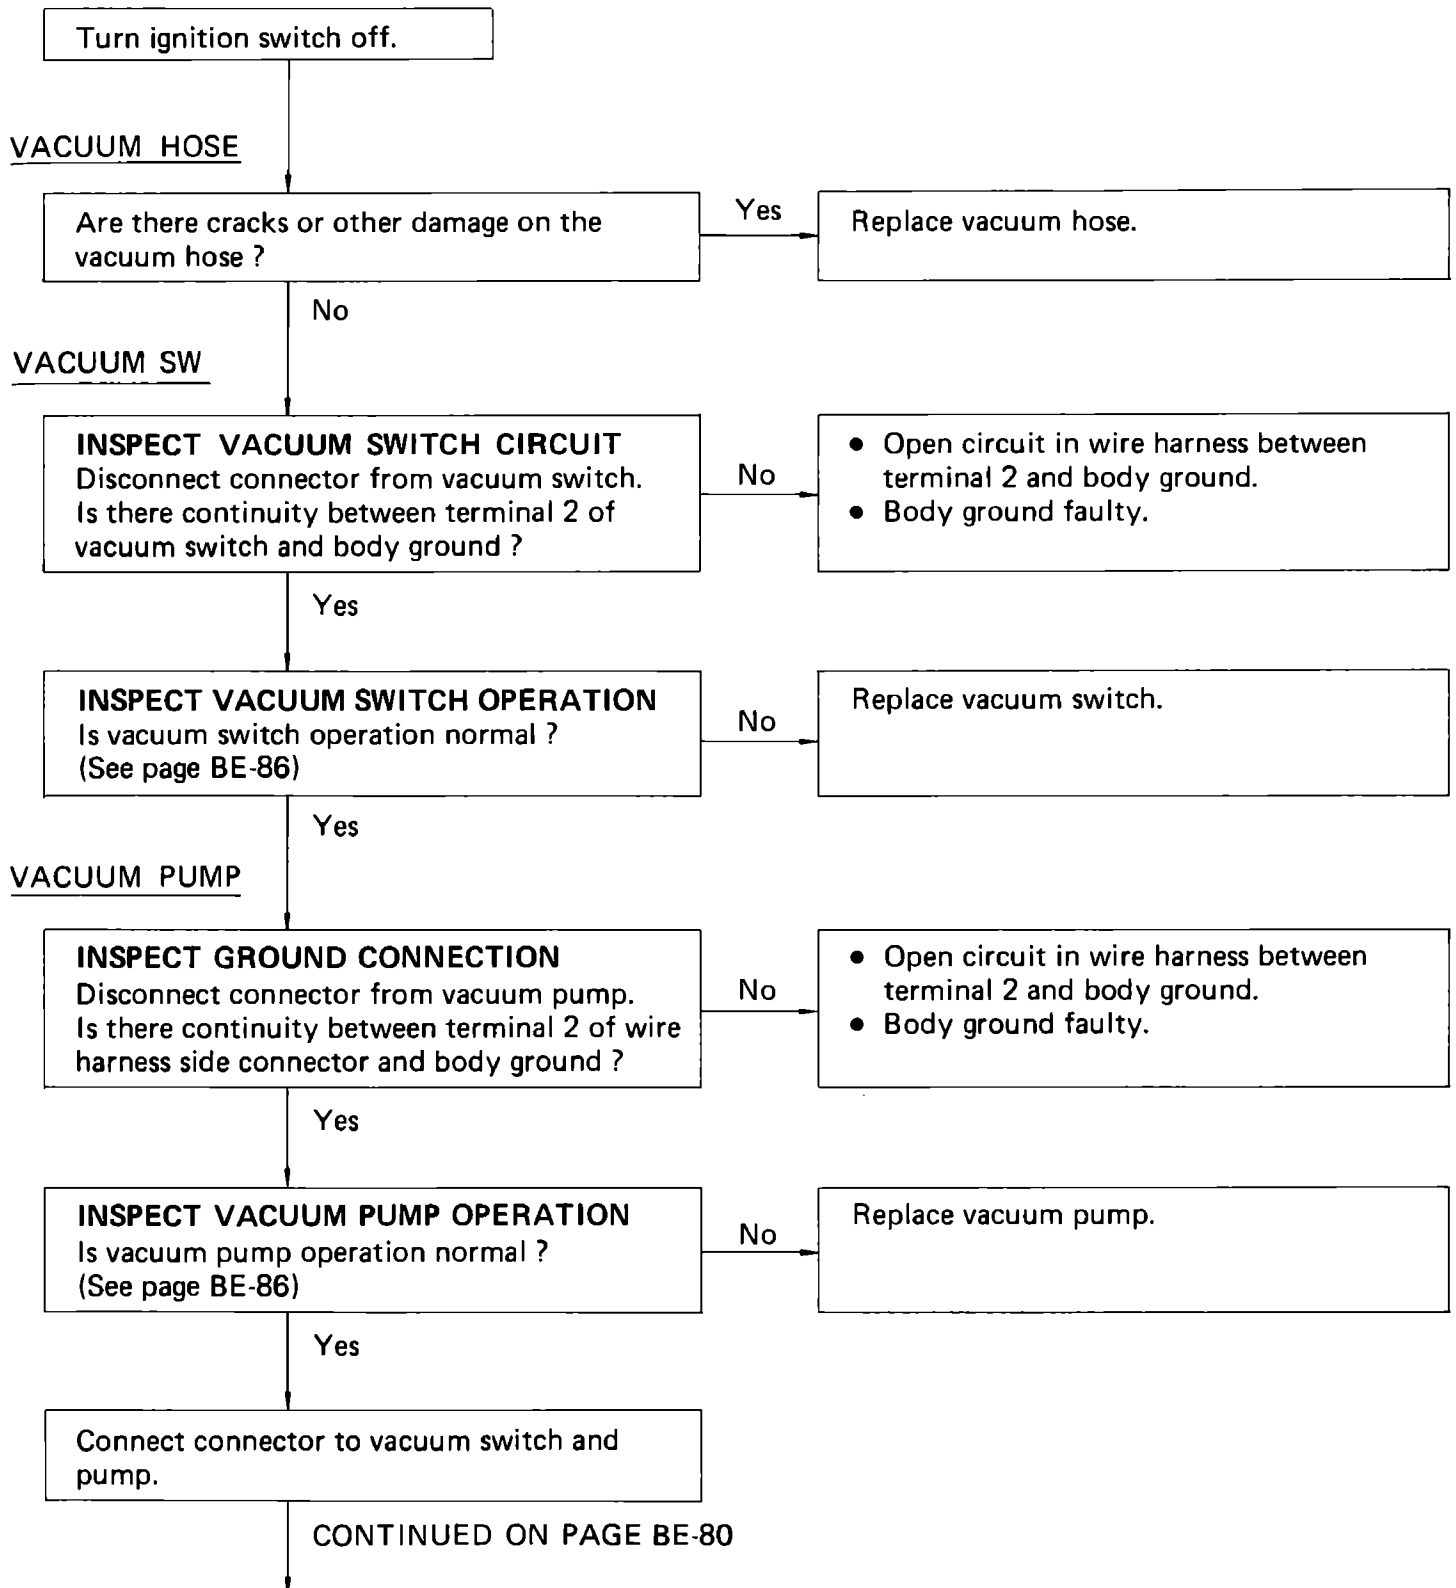 Turn ignition switch off.
VACUUM HOSE
Are there cracks or other damage on the
vacuum hose ?
Yes
Replace vacuum hose.
No
VACUUM SW
INSPECT VACUUM SWITCH CIRCUIT
Disconnect connector from vacuum switch.
Is there continuity between terminal 2 of
vacuum switch and body ground ?
No
● Open circuit in wire harness between
terminal 2 and body ground.
● Body ground faulty.
Yes
INSPECT VACUUM SWITCH OPERATION
Is vacuum switch operation normal ?
(See page BE-86)
No
Replace vacuum switch.
Yes
VACUUM PUMP
INSPECT GROUND CONNECTION
Disconnect connector from vacuum pump.
Is there continuity between terminal 2 of wire
harness side connector and body ground ?
No
● Open circuit in wire harness between
terminal 2 and body ground.
● Body ground faulty.
Yes
INSPECT VACUUM PUMP OPERATION
Is vacuum pump operation normal ?
(See page BE-86)
No
Replace vacuum pump.
Yes
Connect connector to vacuum switch and
pump.
CONTINUED ON PAGE BE-80